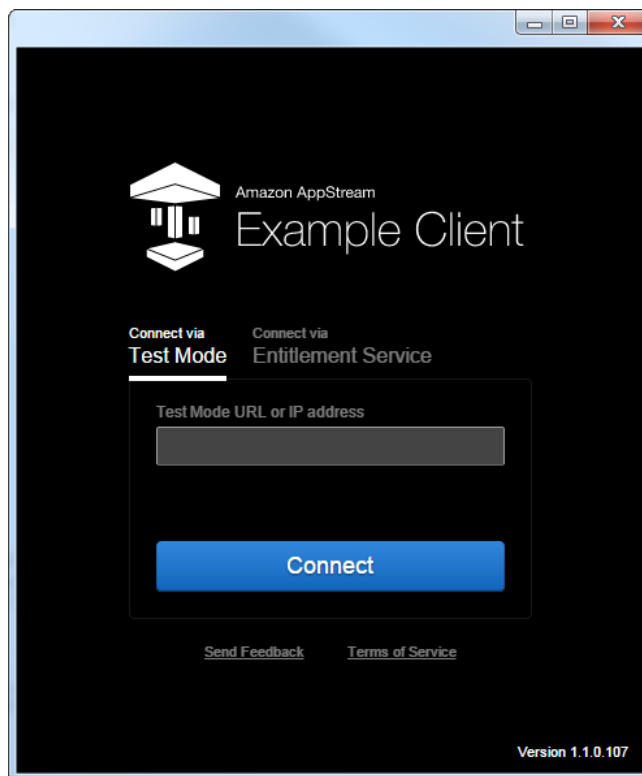 Amazon AppStream
Example Client
Connect via
Test Mode
Connect via
Entitlement Service
Test Mode URL or IP address
Connect
Send Feedback
Terms of Service
Version 1.1.0.107